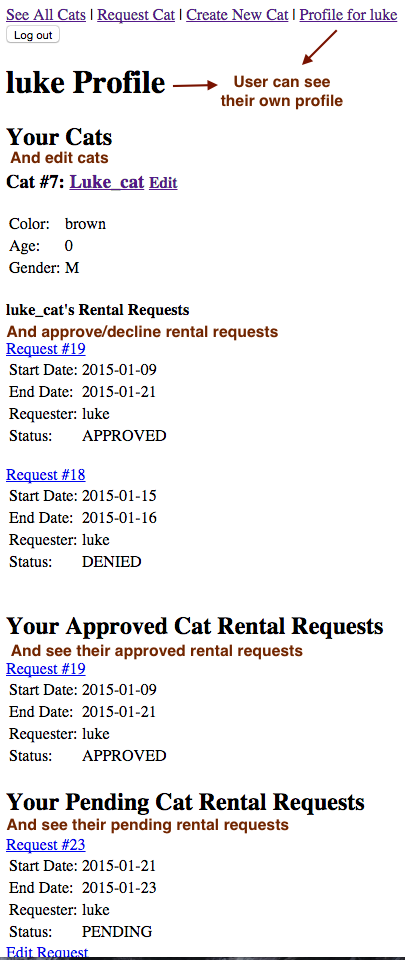 See All Cats | Request Cat | Create New Cat | Profile for luke
Log out
luke Profile
User can see
their own profile
Your Cats
And edit cats
Cat #7: Luke_cat Edit
Color: brown
Age: 0
Gender: M
luke_cat's Rental Requests
And approve/decline rental requests
Request #19
Start Date: 2015-01-09
End Date: 2015-01-21
Requester: luke
Status: APPROVED
Request #18
Start Date: 2015-01-15
End Date: 2015-01-16
Requester: luke
Status: DENIED
Your Approved Cat Rental Requests
And see their approved rental requests
Request #19
Start Date: 2015-01-09
End Date: 2015-01-21
Requester: luke
Status: APPROVED
Your Pending Cat Rental Requests
And see their pending rental requests
Request #23
Start Date: 2015-01-21
End Date: 2015-01-23
Requester: luke
Status: PENDING
Edit Request